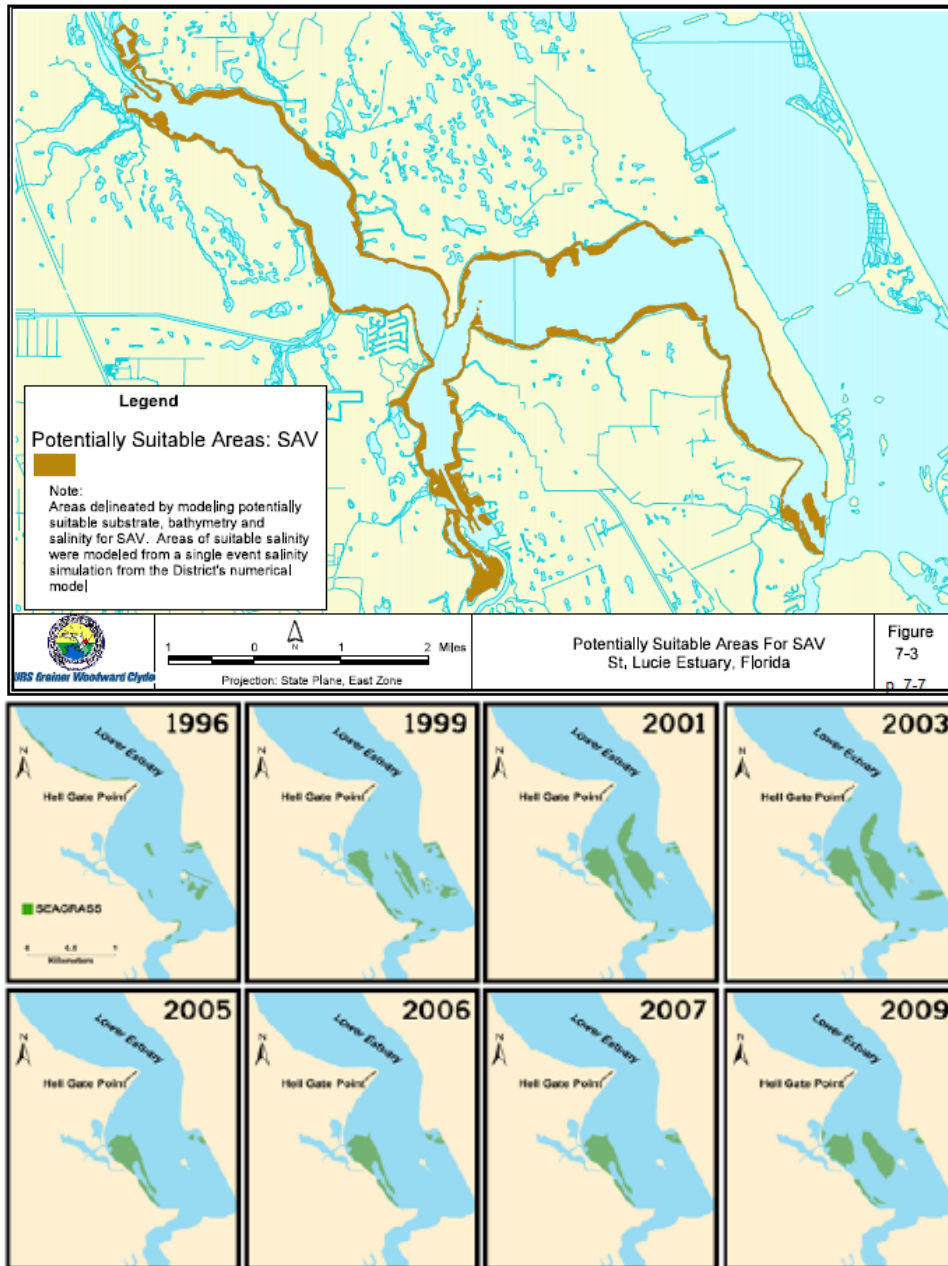 Legend
Potentially Suitable Areas: SAV
Note:
Areas delineated by modeling potentially
suitable substrate, bathymetry and
salinity for SAV. Areas of suitable salinity
were modeled from a single event salinity
simulation from the District's numerical
model
URS Greiner Woodward Clyde
1 0 1 2 Miles
N
Projection: State Plane, East Zone
Potentially Suitable Areas For SAV
St. Lucie Estuary, Florida
Figure
7-3
p. 7-7
1996
Lower Estuary
N
Hell Gate Point
SEAGRASS
0 0.5 1
Kilometers
1999
Lower Estuary
N
Hell Gate Point
2001
Lower Estuary
N
Hell Gate Point
2003
Lower Estuary
N
Hell Gate Point
2005
Lower Estuary
N
Hell Gate Point
2006
Lower Estuary
N
Hell Gate Point
2007
Lower Estuary
N
Hell Gate Point
2009
Lower Estuary
N
Hell Gate Point